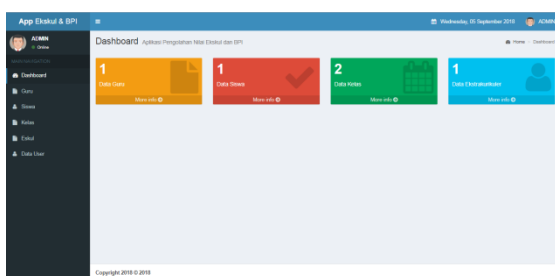 App Ekskul & BPI
Wednesday, 05 September 2018
ADMIN
ADMIN
Online
Dashboard Aplikasi Pengolahan Nilai Ekskul dan BPI
Home > Dashboard
MAIN NAVIGATION
Dashboard
Guru
Siswa
Kelas
Eskul
Data User
1
Data Guru
More info
1
Data Siswa
More info
2
Data Kelas
More info
1
Data Ekstrakurikuler
More info
Copyright 2018 © 2018